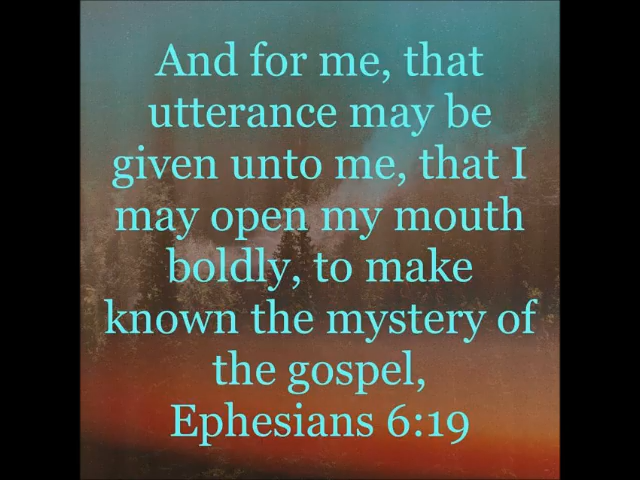 And for me, that
utterance may be
given unto me, that I
may open my mouth
boldly, to make
known the mystery of
the gospel,
Ephesians 6:19